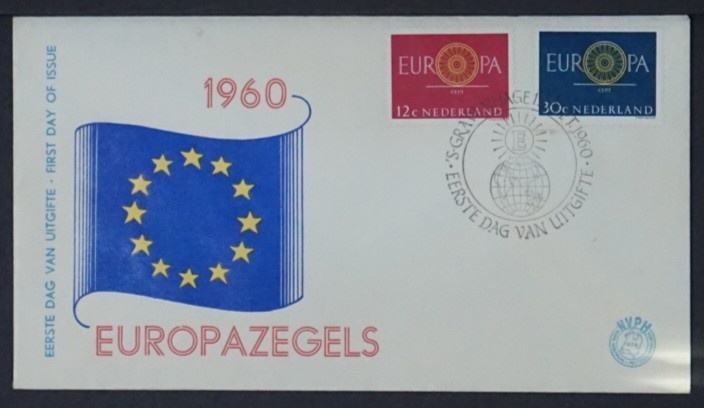 EERSTE DAG VAN UITGIFTE · FIRST DAY OF ISSUE
1960
EUROPAZEGELS
EUROPA
CEPT
12c NEDERLAND
EUROPA
CEPT
30c NEDERLAND
'S-GRAVENHAGE 1960
E
EERSTE DAG VAN UITGIFTE
NVPH